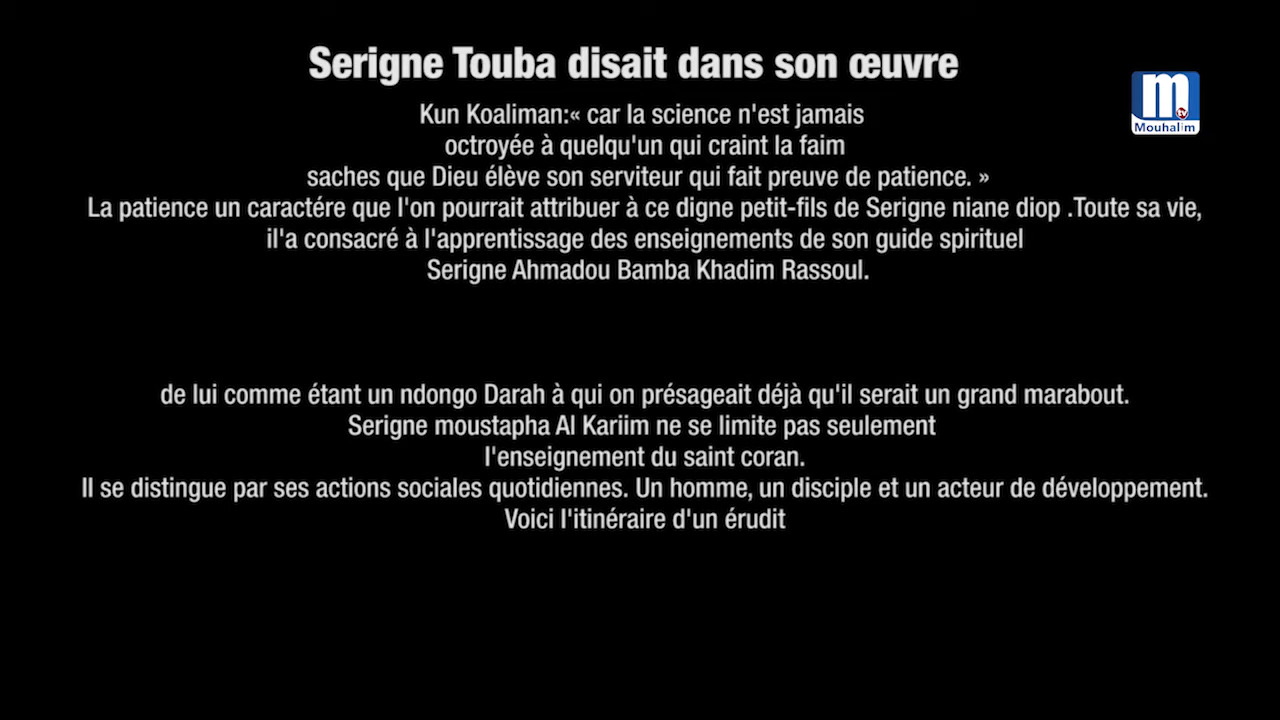 Serigne Touba disait dans son œuvre
m
tv
Mouhalim
Kun Koaliman:« car la science n'est jamais
octroyée à quelqu'un qui craint la faim
saches que Dieu élève son serviteur qui fait preuve de patience. »
La patience un caractére que l'on pourrait attribuer à ce digne petit-fils de Serigne niane diop .Toute sa vie,
il'a consacré à l'apprentissage des enseignements de son guide spirituel
Serigne Ahmadou Bamba Khadim Rassoul.
de lui comme étant un ndongo Darah à qui on présageait déjà qu'il serait un grand marabout.
Serigne moustapha Al Kariim ne se limite pas seulement
l'enseignement du saint coran.
Il se distingue par ses actions sociales quotidiennes. Un homme, un disciple et un acteur de développement.
Voici l'itinéraire d'un érudit